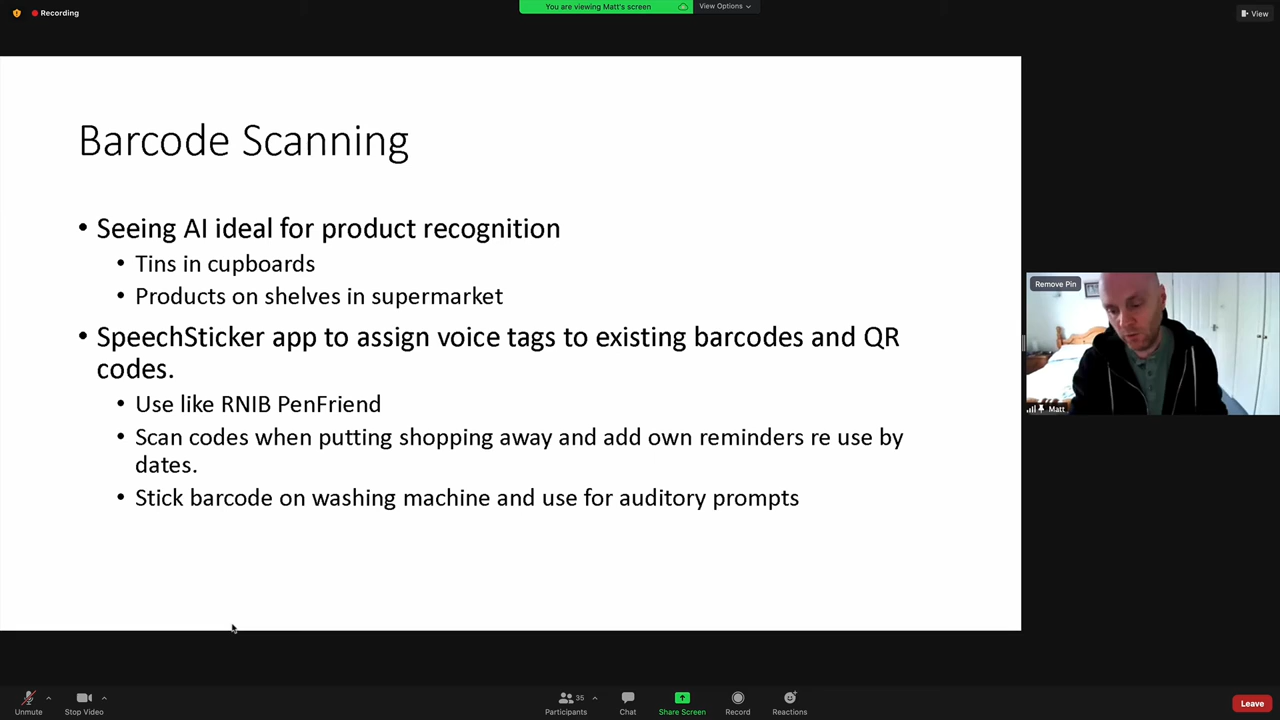 Recording
You are viewing Matt's screen
View Options
View
Barcode Scanning
• Seeing AI ideal for product recognition
• Tins in cupboards
• Products on shelves in supermarket
• SpeechSticker app to assign voice tags to existing barcodes and QR
codes.
• Use like RNIB PenFriend
• Scan codes when putting shopping away and add own reminders re use by
dates.
• Stick barcode on washing machine and use for auditory prompts
Remove Pin
Matt
Unmute
Stop Video
35
Participants
Chat
Share Screen
Record
Reactions
Leave